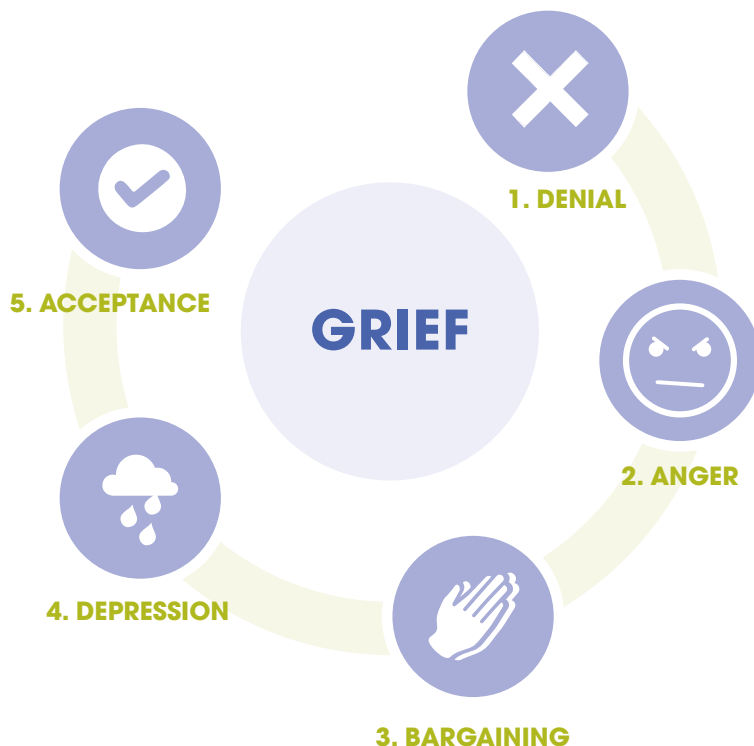 GRIEF
1. DENIAL
2. ANGER
3. BARGAINING
4. DEPRESSION
5. ACCEPTANCE